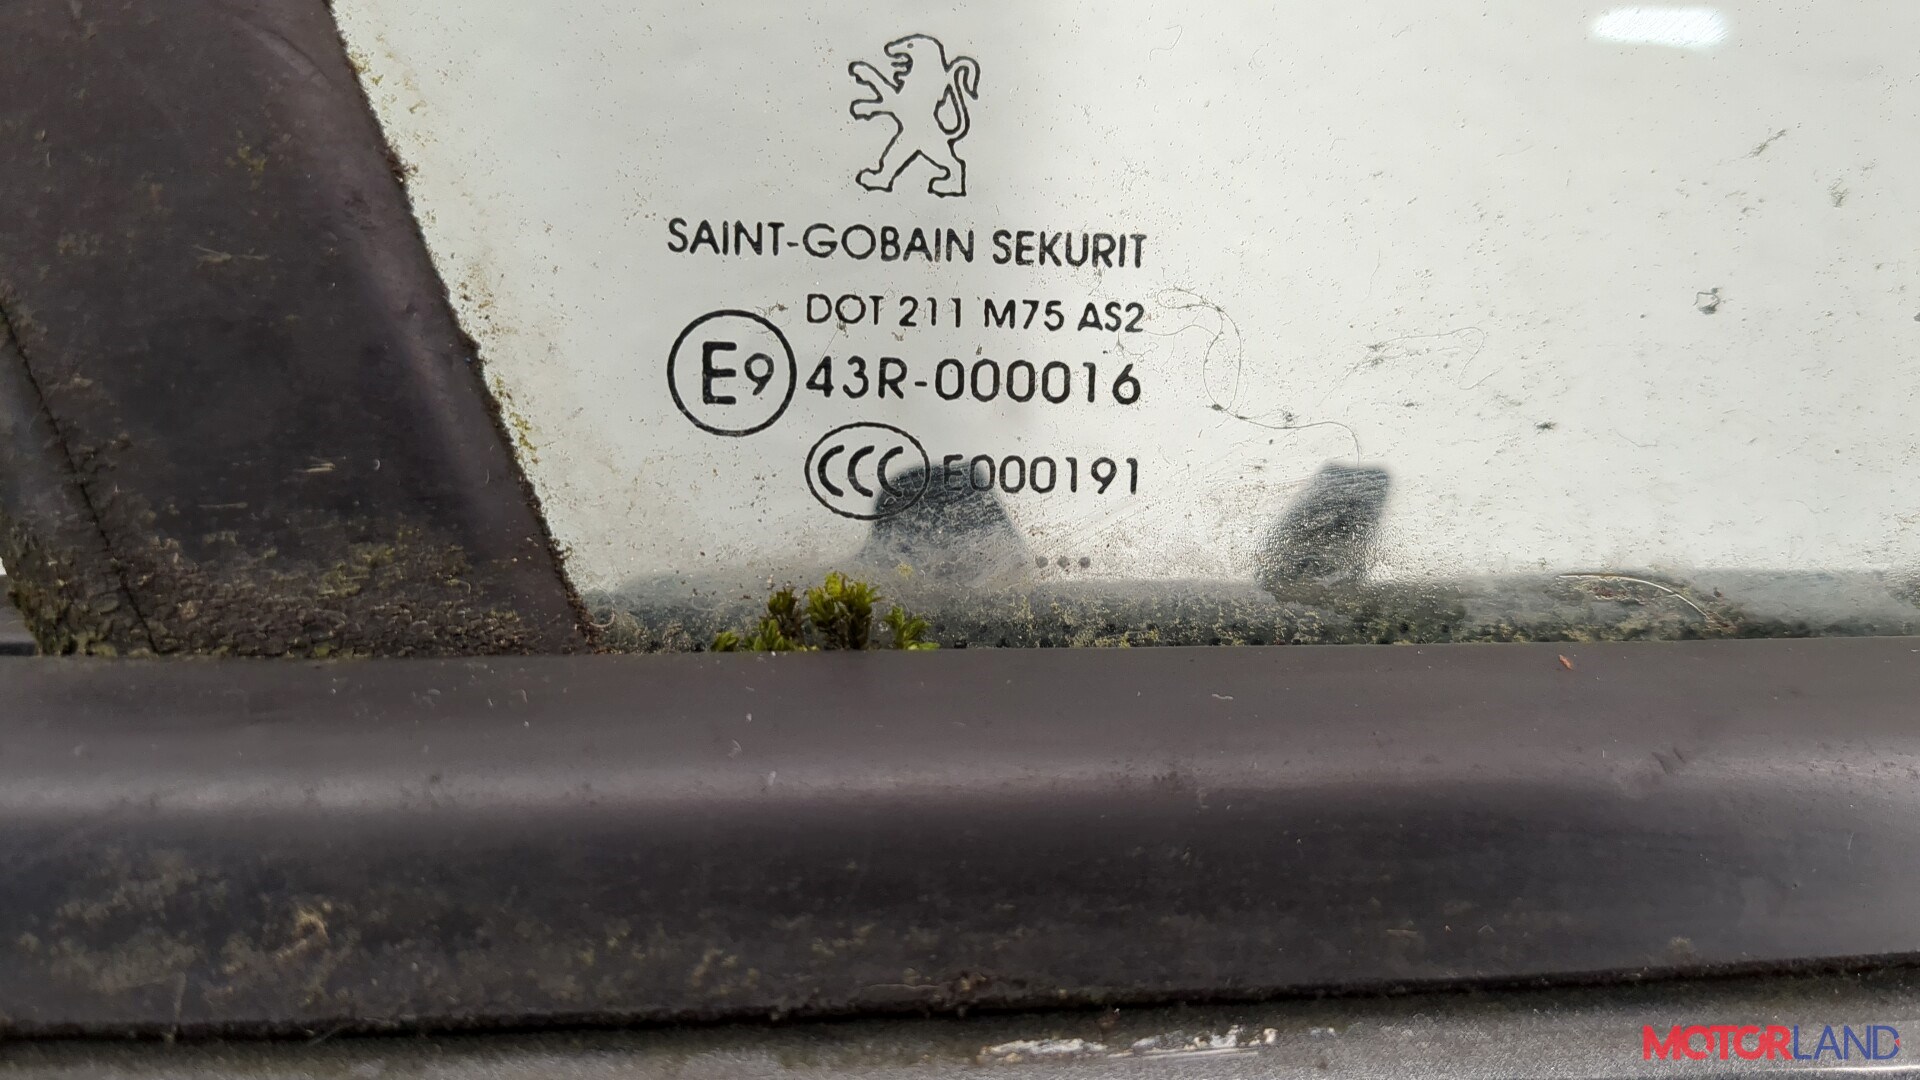 SAINT-GOBAIN SEKURIT
DOT 211 M75 AS2
E9 43R-000016
CCC E000191
MOTORLAND